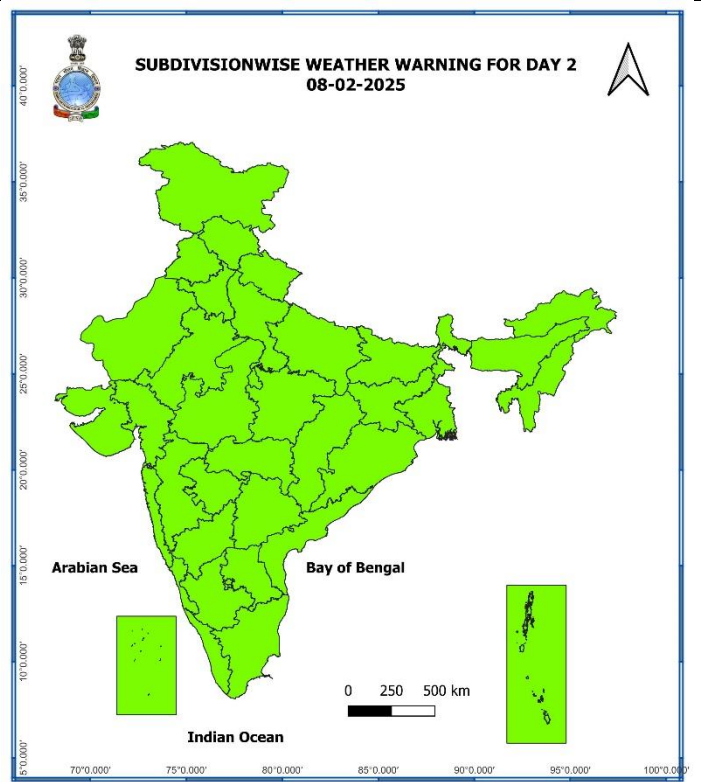 SUBDIVISIONWISE WEATHER WARNING FOR DAY 2
08-02-2025
40°0.000'
35°0.000'
30°0.000'
25°0.000'
20°0.000'
15°0.000'
10°0.000'
5°0.000'
Arabian Sea
Bay of Bengal
0 250 500 km
Indian Ocean
70°0.000' 75°0.000' 80°0.000' 85°0.000' 90°0.000' 95°0.000' 100°0.000'